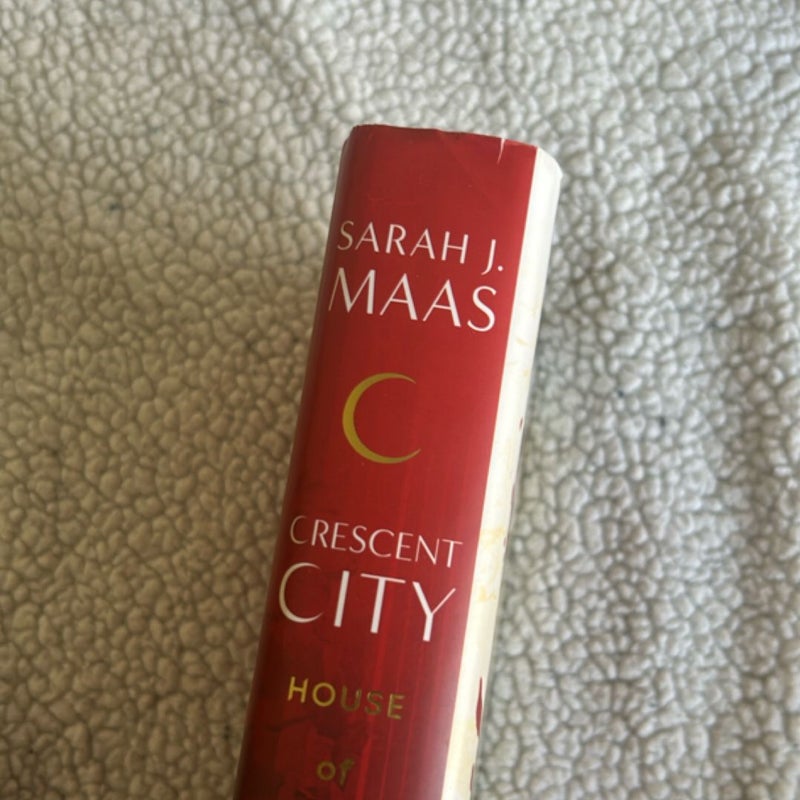 SARAH J.
MAAS
CRESCENT
CITY
HOUSE
of